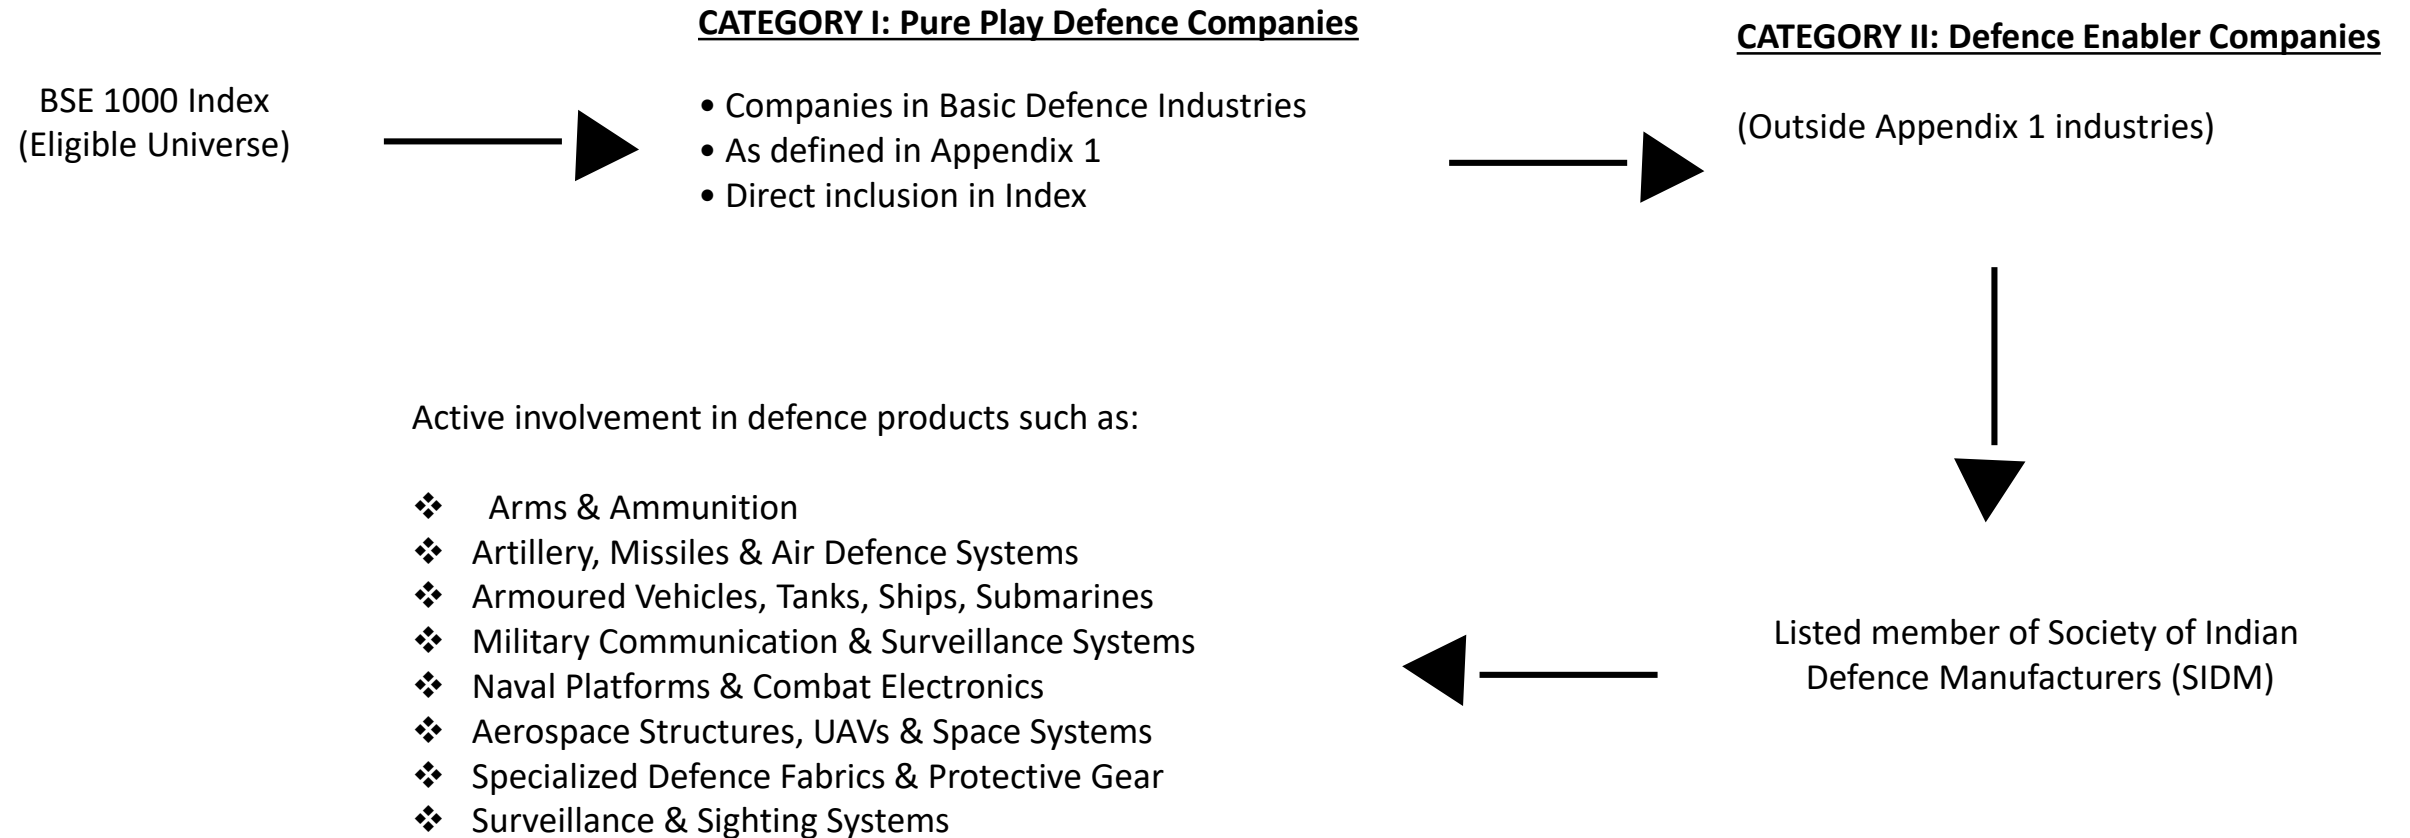 BSE 1000 Index
(Eligible Universe)
CATEGORY I: Pure Play Defence Companies
• Companies in Basic Defence Industries
• As defined in Appendix 1
• Direct inclusion in Index
CATEGORY II: Defence Enabler Companies
(Outside Appendix 1 industries)
Listed member of Society of Indian
Defence Manufacturers (SIDM)
Active involvement in defence products such as:
❖ Arms & Ammunition
❖ Artillery, Missiles & Air Defence Systems
❖ Armoured Vehicles, Tanks, Ships, Submarines
❖ Military Communication & Surveillance Systems
❖ Naval Platforms & Combat Electronics
❖ Aerospace Structures, UAVs & Space Systems
❖ Specialized Defence Fabrics & Protective Gear
❖ Surveillance & Sighting Systems